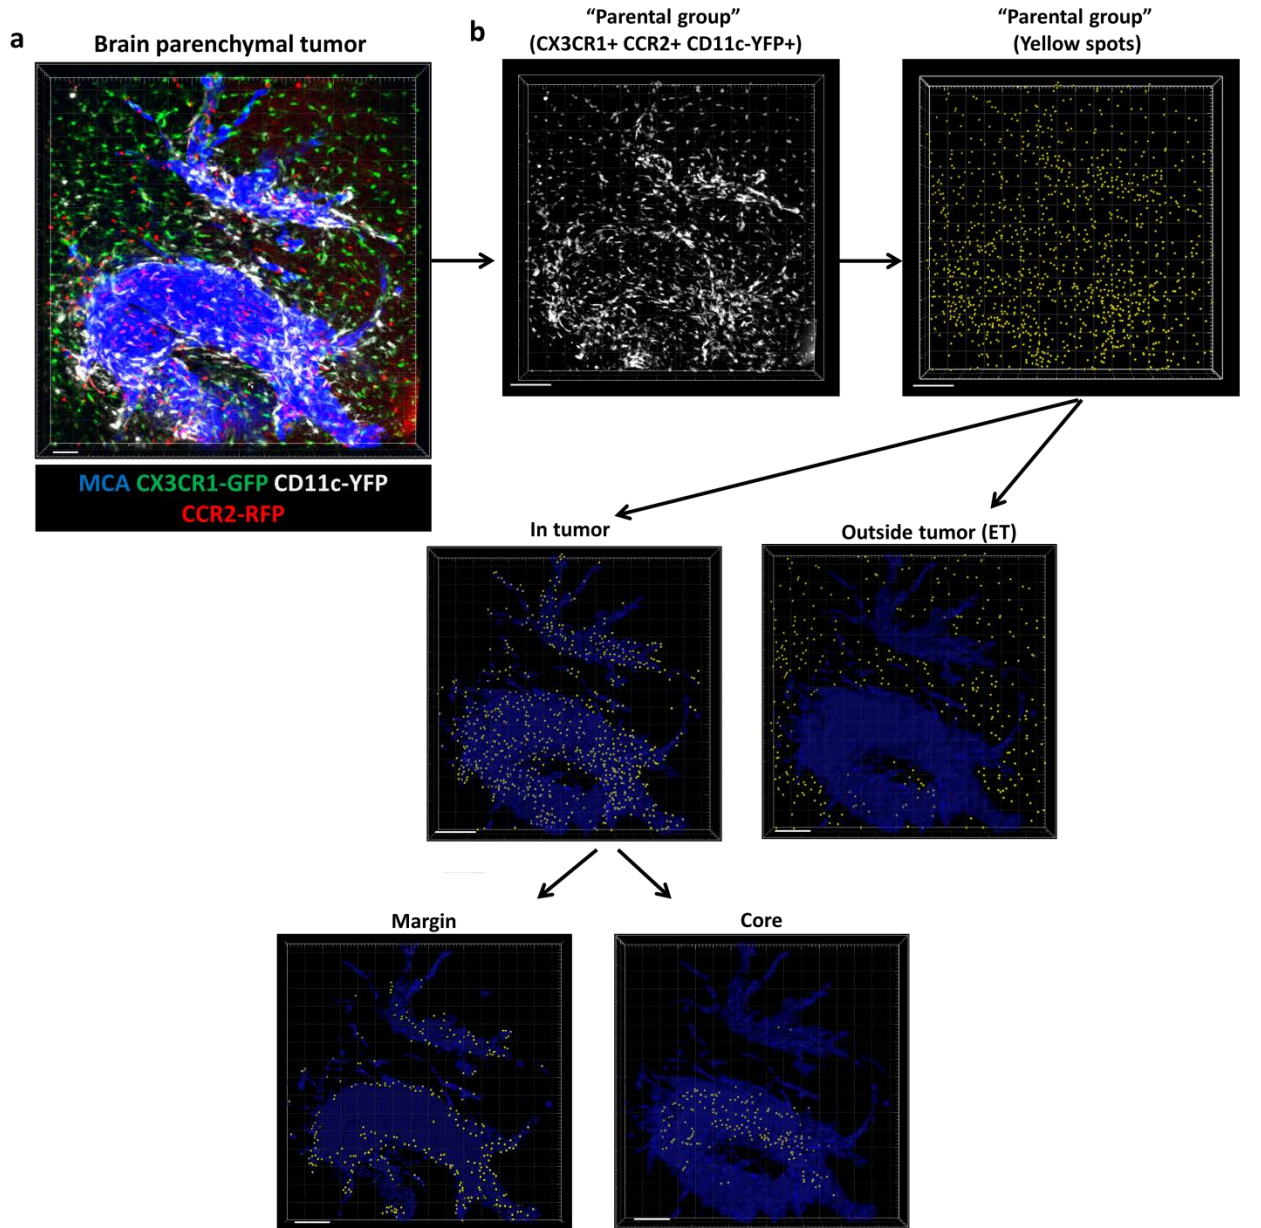 a
Brain parenchymal tumor
MCA CX3CR1-GFP CD11c-YFP
CCR2-RFP
b
“Parental group”
(CX3CR1+ CCR2+ CD11c-YFP+)
“Parental group”
(Yellow spots)
In tumor
Outside tumor (ET)
Margin
Core